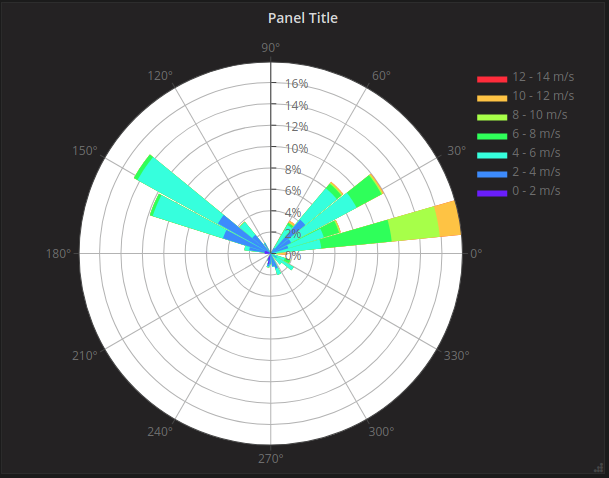 Panel Title
90°
120°
60°
150°
30°
180°
0°
210°
330°
240°
300°
270°
16%
14%
12%
10%
8%
6%
4%
2%
0%
12 - 14 m/s
10 - 12 m/s
8 - 10 m/s
6 - 8 m/s
4 - 6 m/s
2 - 4 m/s
0 - 2 m/s